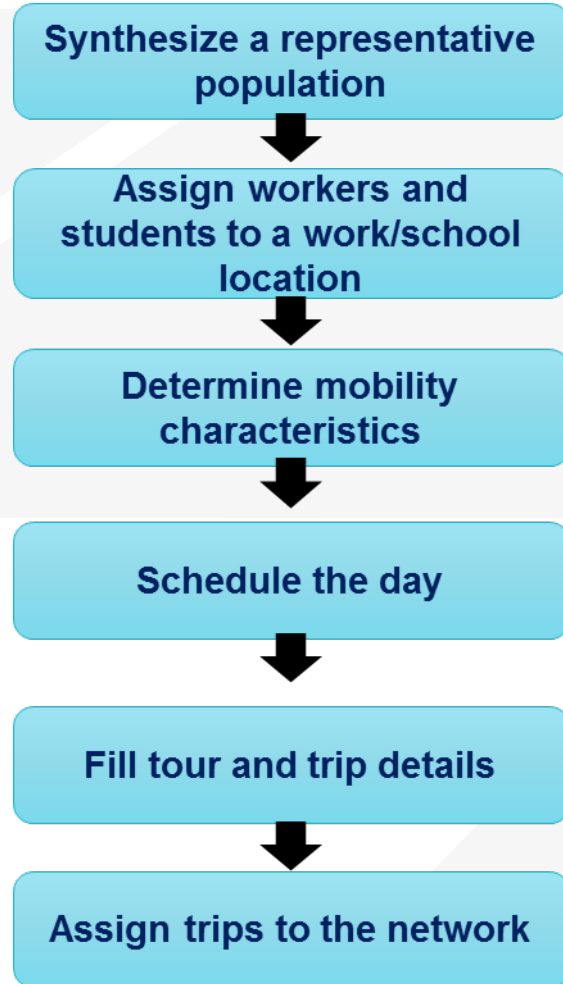 Synthesize a representative
population
Assign workers and
students to a work/school
location
Determine mobility
characteristics
Schedule the day
Fill tour and trip details
Assign trips to the network